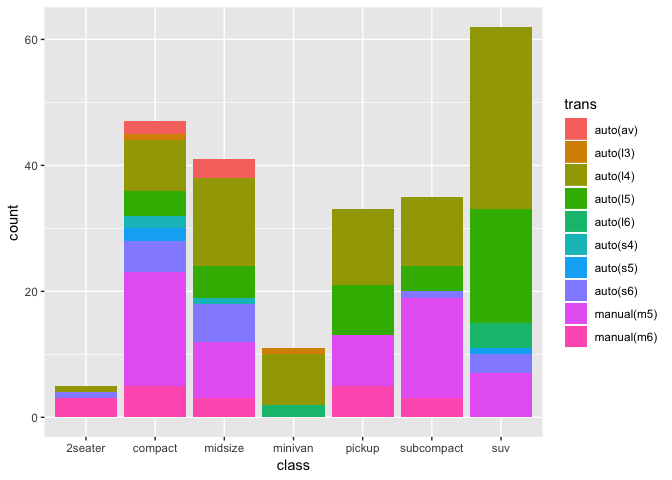 60
40
20
0
count
2seater compact midsize minivan pickup subcompact suv
class
trans
auto(av)
auto(l3)
auto(l4)
auto(l5)
auto(l6)
auto(s4)
auto(s5)
auto(s6)
manual(m5)
manual(m6)